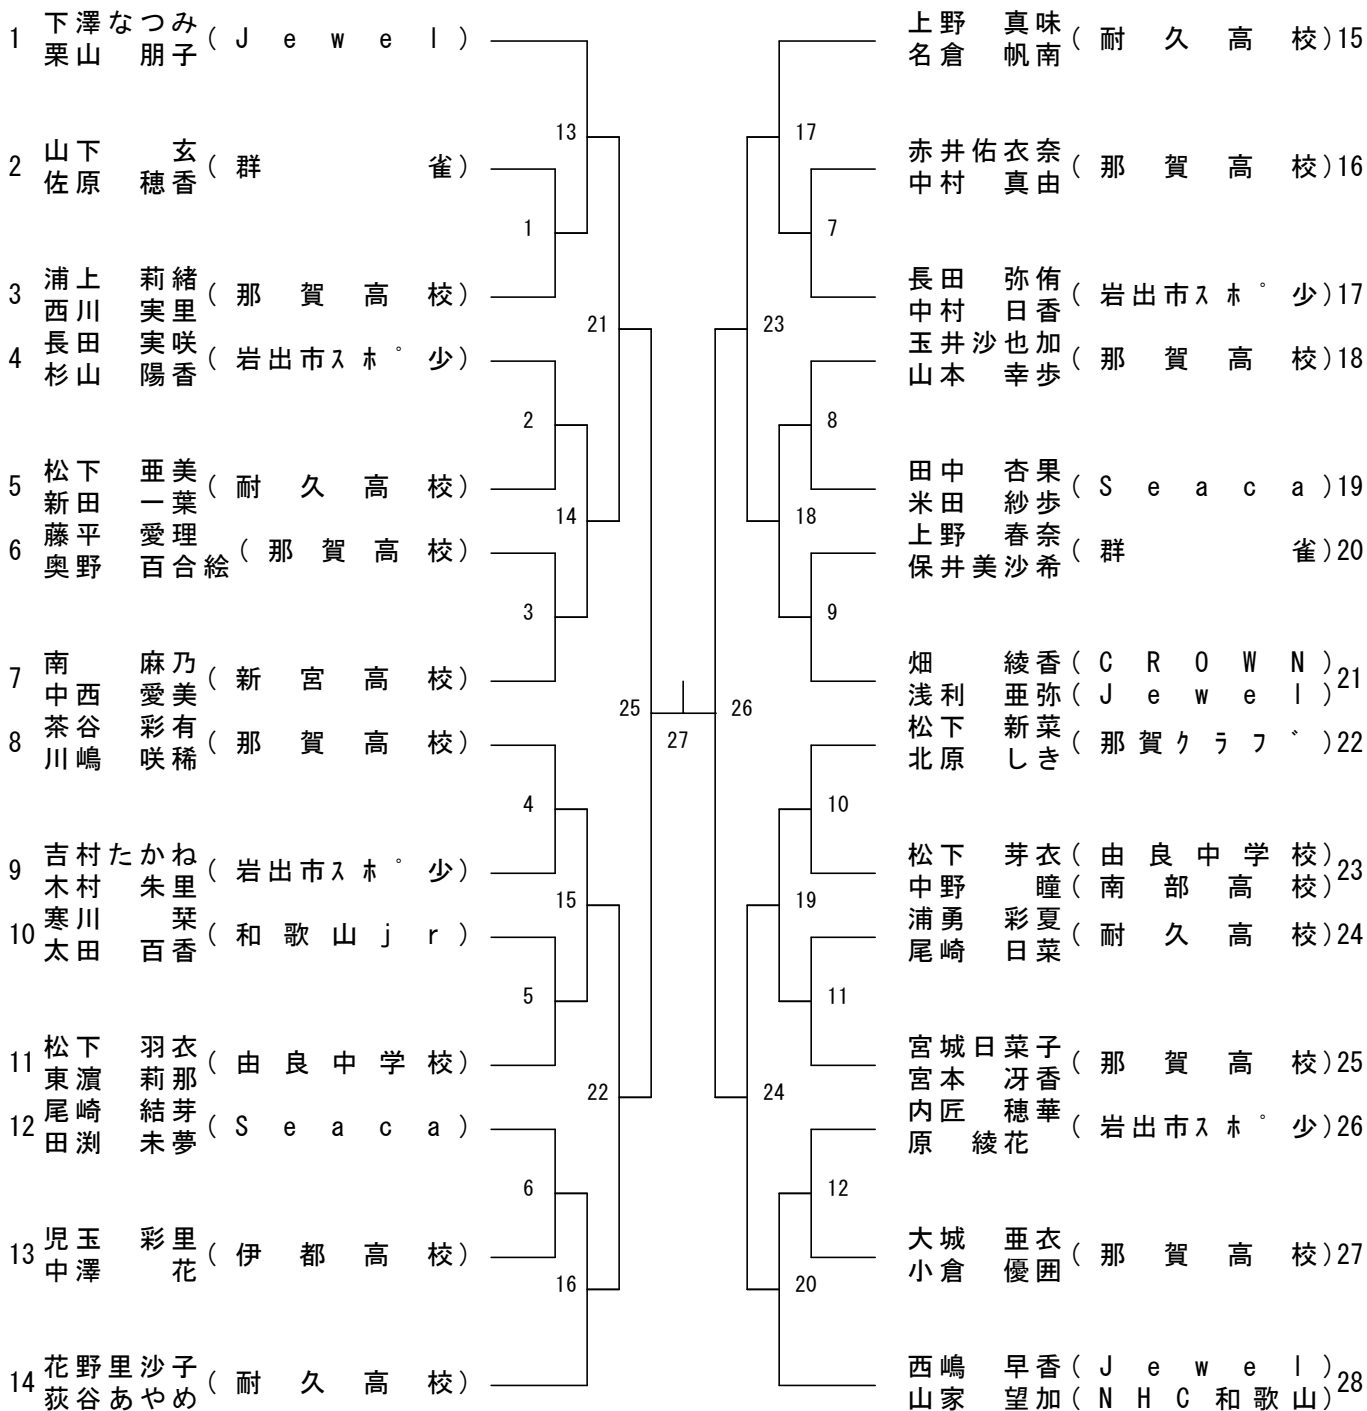 1 下澤なつみ (Jewel)
栗山 朋子
2 山下 玄 (群雀)
佐原 穂香
3 浦上 莉緒 (那賀高校)
西川 実里
4 長田 実咲 (岩出市ｽﾎﾟ少)
杉山 陽香
5 松下 亜美 (耐久高校)
新田 一葉
6 藤平 愛理 (那賀高校)
奥野 百合絵
7 南 麻乃 (新宮高校)
中西 愛美
8 茶谷 彩有 (那賀高校)
川嶋 咲稀
9 吉村たかね (岩出市ｽﾎﾟ少)
木村 朱里
10 寒川 栞 (和歌山jr)
太田 百香
11 松下 羽衣 (由良中学校)
東濵 莉那
12 尾崎 結芽 (Seaca)
田渕 未夢
13 児玉 彩里 (伊都高校)
中澤 花
14 花野里沙子 (耐久高校)
荻谷あやめ
13
1
21
2
14
3
25
4
15
5
22
6
16
27
17
7
23
8
18
9
26
10
19
11
24
12
20
上野 真味 (耐久高校) 15
名倉 帆南
赤井佑衣奈 (那賀高校) 16
中村 真由
長田 弥侑 (岩出市ｽﾎﾟ少) 17
中村 日香
玉井沙也加 (那賀高校) 18
山本 幸歩
田中 杏果 (Seaca) 19
米田 紗歩
上野 春奈 (群雀) 20
保井美沙希
畑 綾香 (CROWN) 21
浅利 亜弥 (Jewel)
松下 新菜 (那賀ｸﾗﾌﾞ) 22
北原 しき
松下 芽衣 (由良中学校) 23
中野 瞳 (南部高校)
浦勇 彩夏 (耐久高校) 24
尾崎 日菜
宮城日菜子 (那賀高校) 25
宮本 冴香
内匠 穂華 (岩出市ｽﾎﾟ少) 26
原 綾花
大城 亜衣 (那賀高校) 27
小倉 優囲
西嶋 早香 (Jewel) 28
山家 望加 (NHC和歌山)